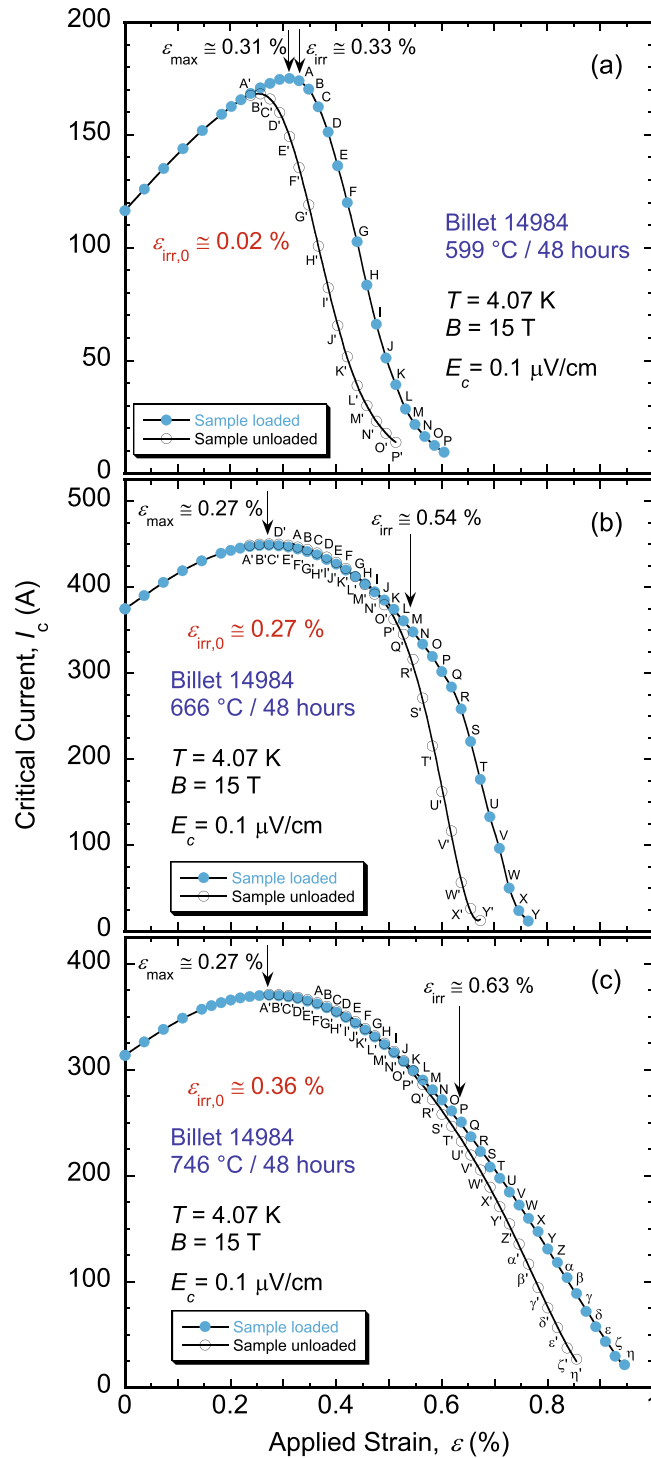 200
150
100
50
0
ε_max ≅ 0.31 %
ε_irr ≅ 0.33 %
(a)
A B C D E F G H I J K L M N O P
A' B' C' D' E' F' G' H' I' J' K' L' M' N' O' P'
ε_irr,0 ≅ 0.02 %
Billet 14984
599 °C / 48 hours
T = 4.07 K
B = 15 T
E_c = 0.1 μV/cm
Sample loaded
Sample unloaded
500
400
300
200
100
0
ε_max ≅ 0.27 %
ε_irr ≅ 0.54 %
(b)
A B C D E F G H I J K L M N O P Q R S T U V W X Y
A' B' C' D' E' F' G' H' I' J' K' L' M' N' O' P' Q' R' S' T' U' V' W' X' Y'
ε_irr,0 ≅ 0.27 %
Billet 14984
666 °C / 48 hours
T = 4.07 K
B = 15 T
E_c = 0.1 μV/cm
Sample loaded
Sample unloaded
Critical Current, I_c (A)
400
300
200
100
0
ε_max ≅ 0.27 %
ε_irr ≅ 0.63 %
(c)
A B C D E F G H I J K L M N O P Q R S T U V W X Y Z α β γ δ ε ζ η
A' B' C' D' E' F' G' H' I' J' K' L' M' N' O' P' Q' R' S' T' U' V' W' X' Y' Z' α' β' γ' δ' ε' ζ' η'
ε_irr,0 ≅ 0.36 %
Billet 14984
746 °C / 48 hours
T = 4.07 K
B = 15 T
E_c = 0.1 μV/cm
Sample loaded
Sample unloaded
0 0.2 0.4 0.6 0.8 1
Applied Strain, ε (%)